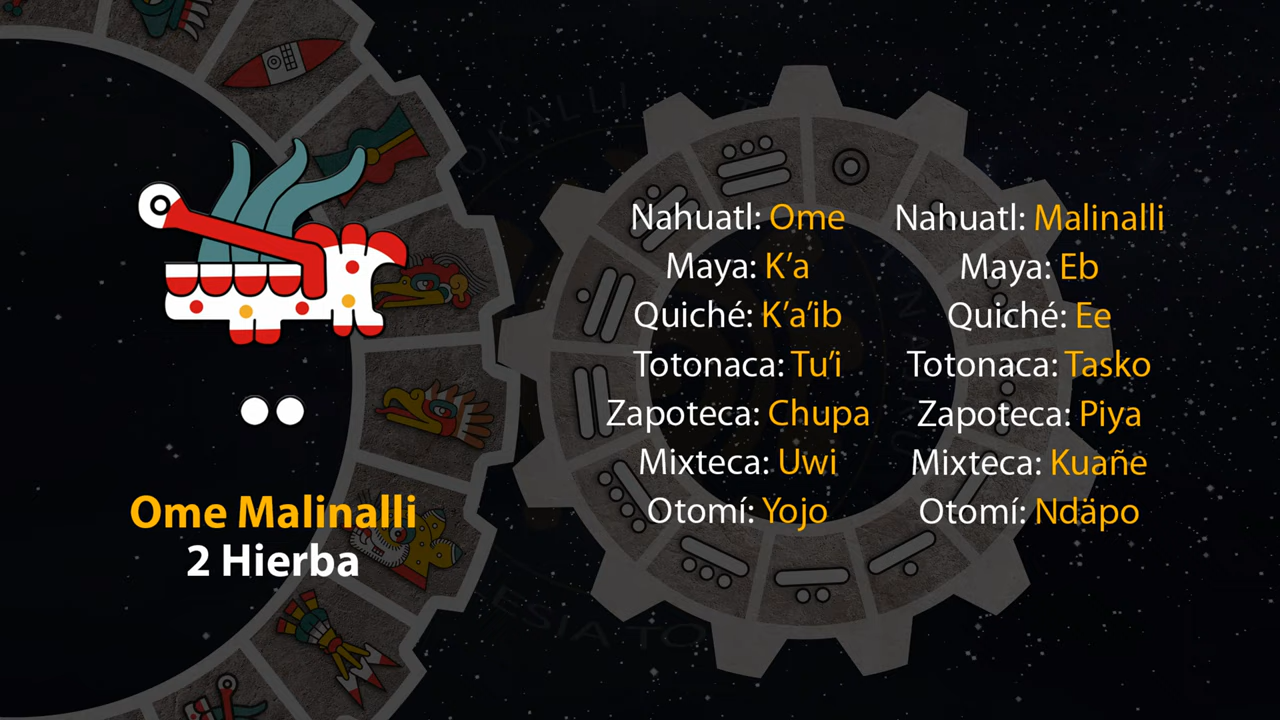 Nahuatl: Ome
Maya: K’a
Quiché: K’a’ib
Totonaca: Tu’i
Zapoteca: Chupa
Mixteca: Uwi
Otomí: Yojo
Nahuatl: Malinalli
Maya: Eb
Quiché: Ee
Totonaca: Tasko
Zapoteca: Piya
Mixteca: Kuañe
Otomí: Ndäpo
Ome Malinalli
2 Hierba